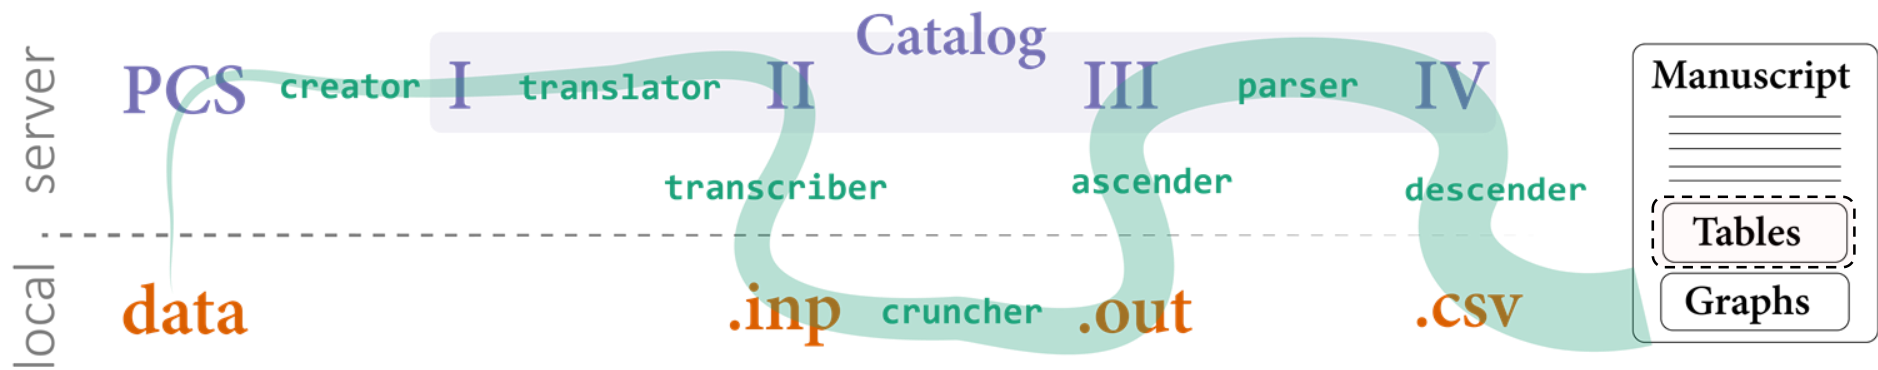 server
Catalog
PCS creator I translator II III parser IV
transcriber ascender descender
local
data .inp cruncher .out .csv
Manuscript
Tables
Graphs